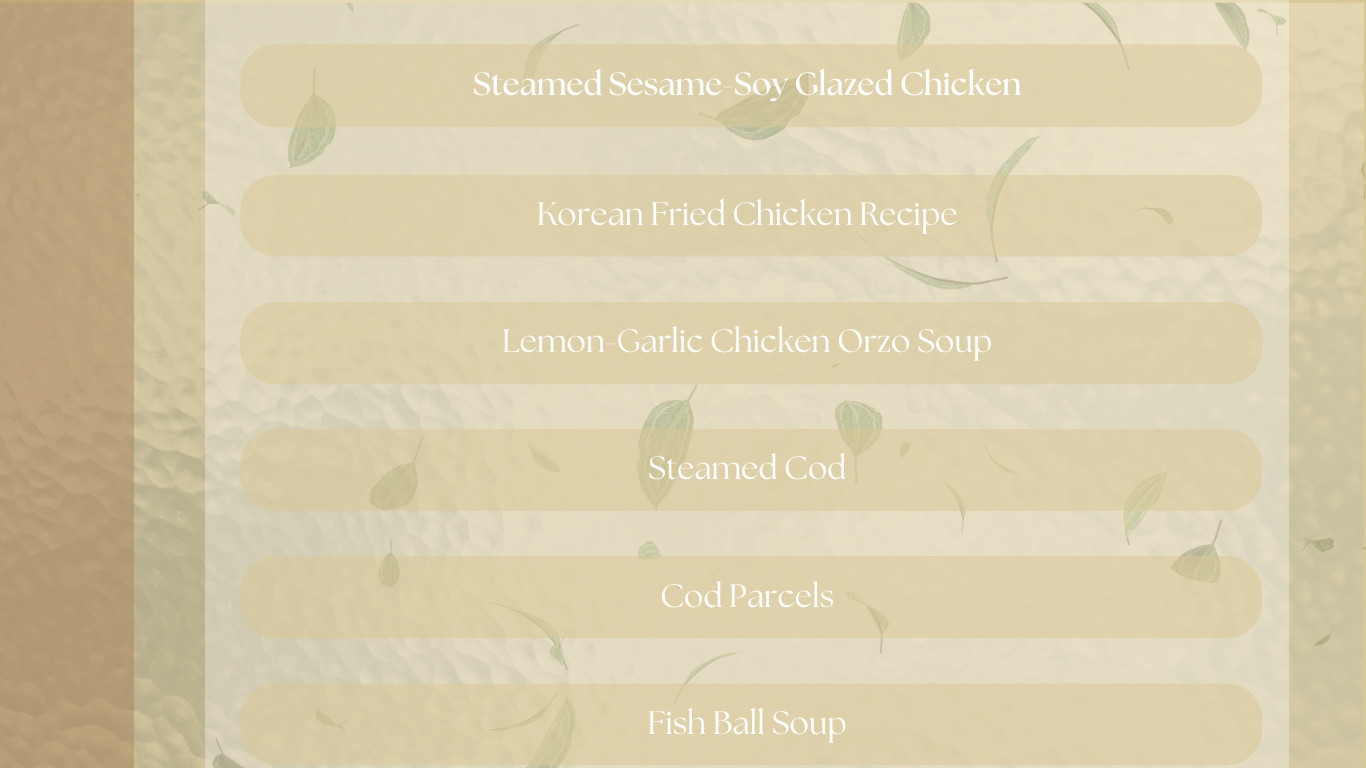 Steamed Sesame-Soy Glazed Chicken
Korean Fried Chicken Recipe
Lemon-Garlic Chicken Orzo Soup
Steamed Cod
Cod Parcels
Fish Ball Soup